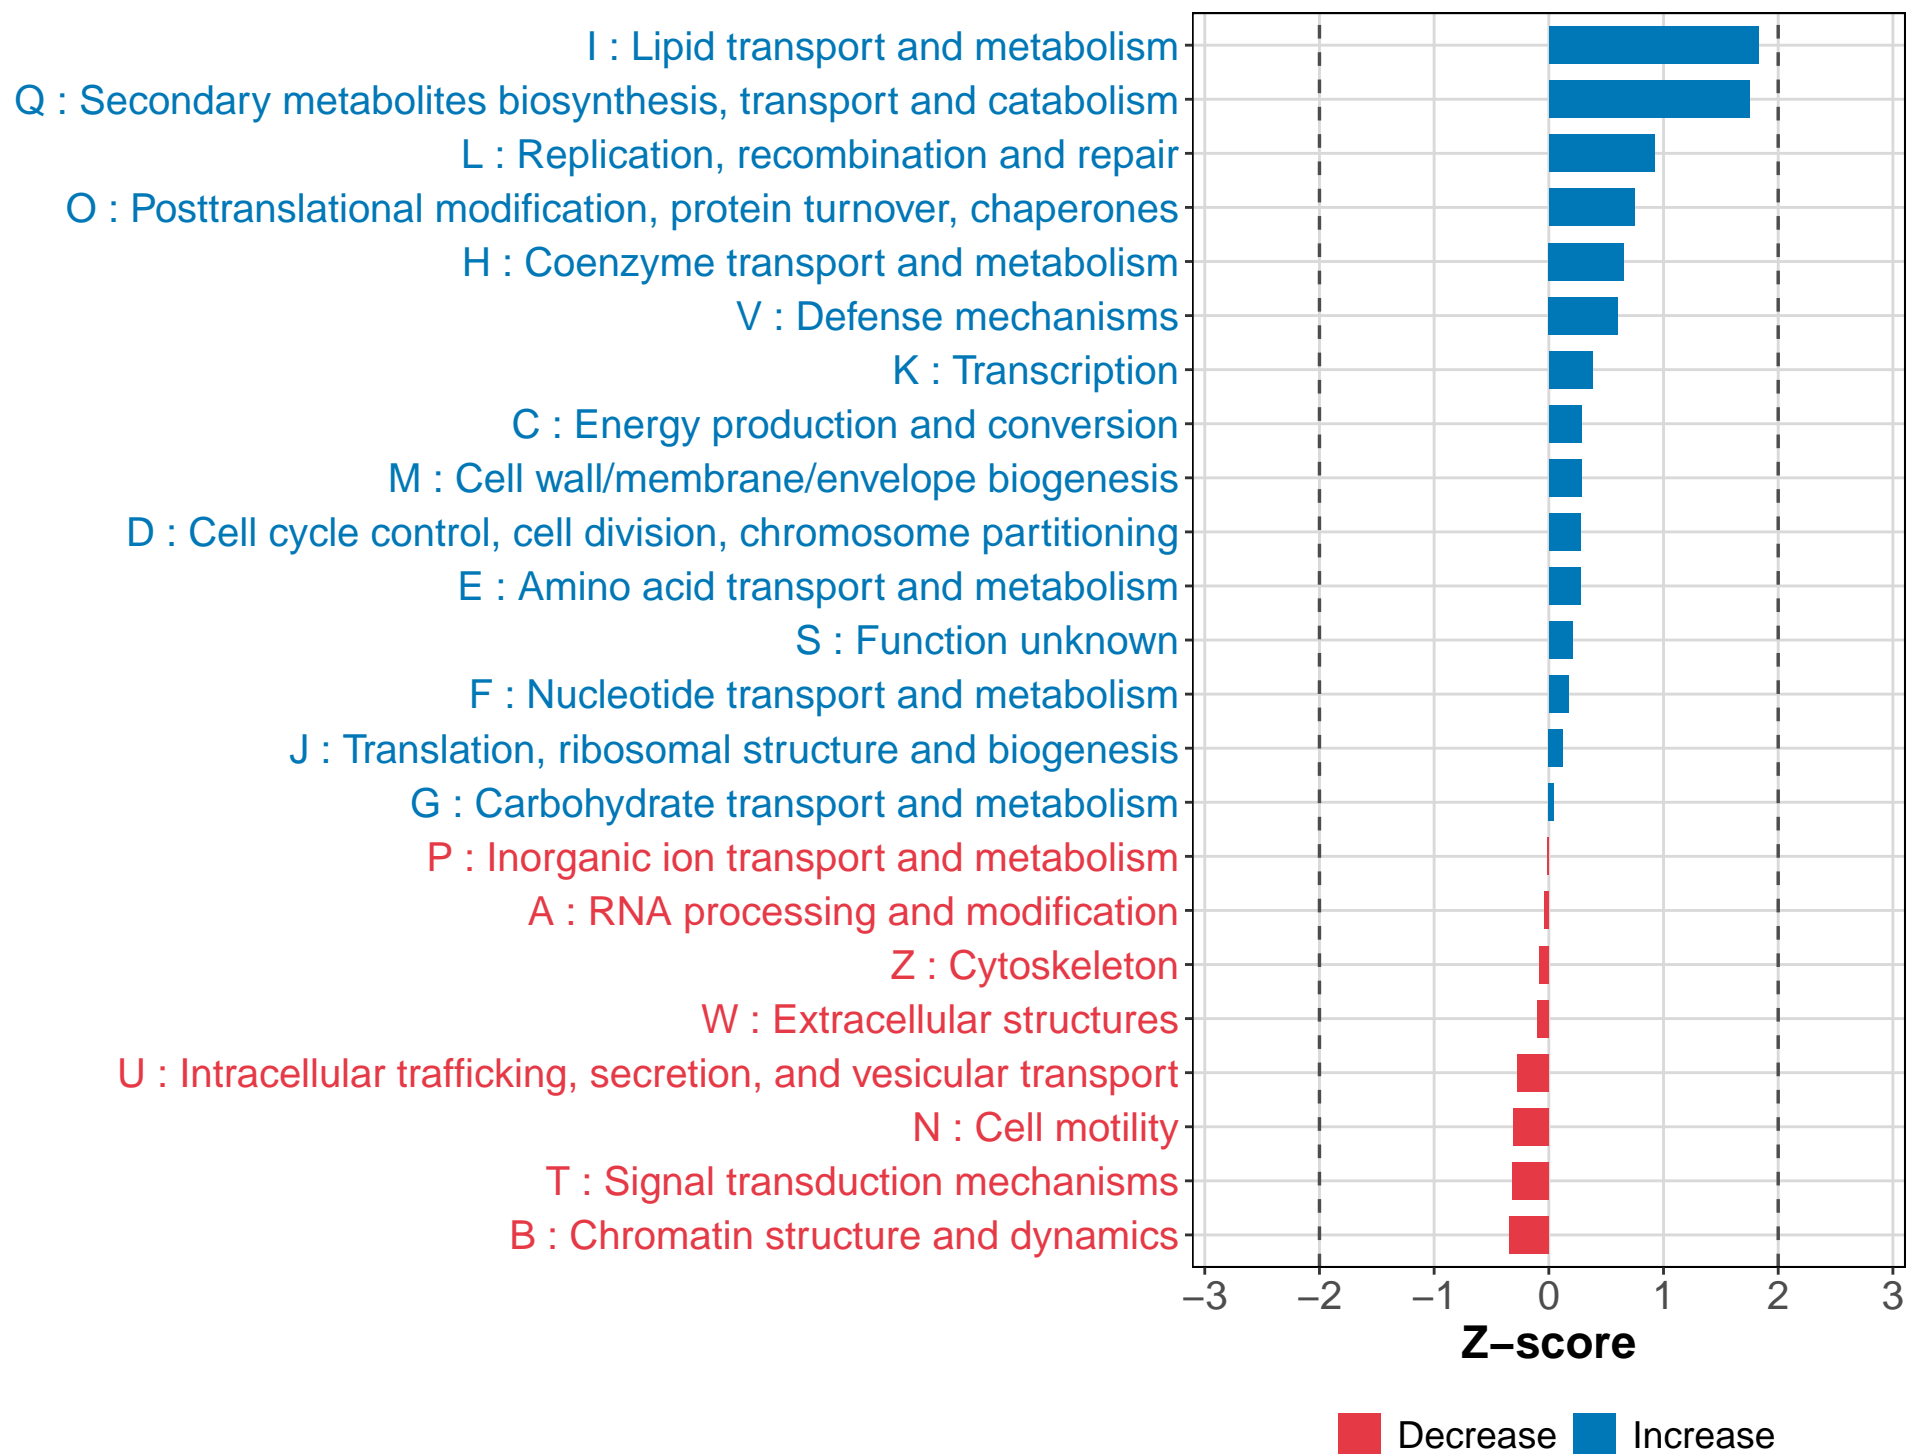 I : Lipid transport and metabolism
Q : Secondary metabolites biosynthesis, transport and catabolism
L : Replication, recombination and repair
O : Posttranslational modification, protein turnover, chaperones
H : Coenzyme transport and metabolism
V : Defense mechanisms
K : Transcription
C : Energy production and conversion
M : Cell wall/membrane/envelope biogenesis
D : Cell cycle control, cell division, chromosome partitioning
E : Amino acid transport and metabolism
S : Function unknown
F : Nucleotide transport and metabolism
J : Translation, ribosomal structure and biogenesis
G : Carbohydrate transport and metabolism
P : Inorganic ion transport and metabolism
A : RNA processing and modification
Z : Cytoskeleton
W : Extracellular structures
U : Intracellular trafficking, secretion, and vesicular transport
N : Cell motility
T : Signal transduction mechanisms
B : Chromatin structure and dynamics
−3 −2 −1 0 1 2 3
Z−score
Decrease Increase